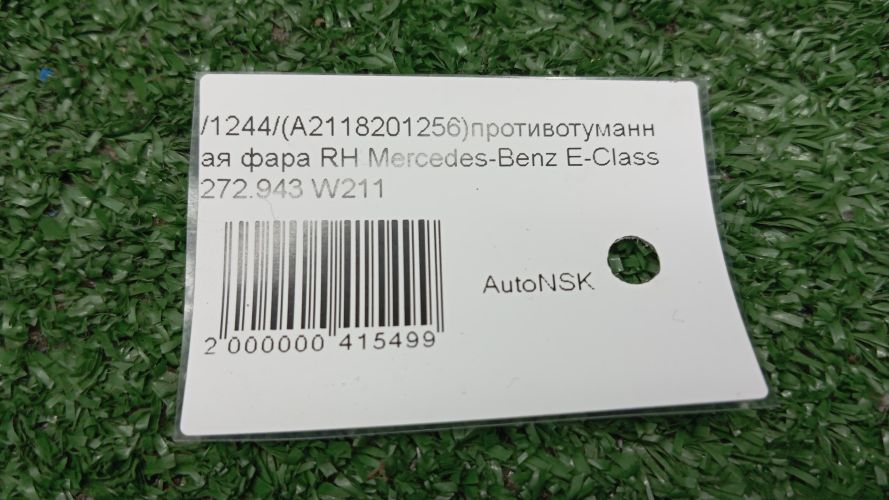 /1244/(A2118201256)противотуманн
ая фара RH Mercedes-Benz E-Class
272.943 W211
AutoNSK
2 000000 415499